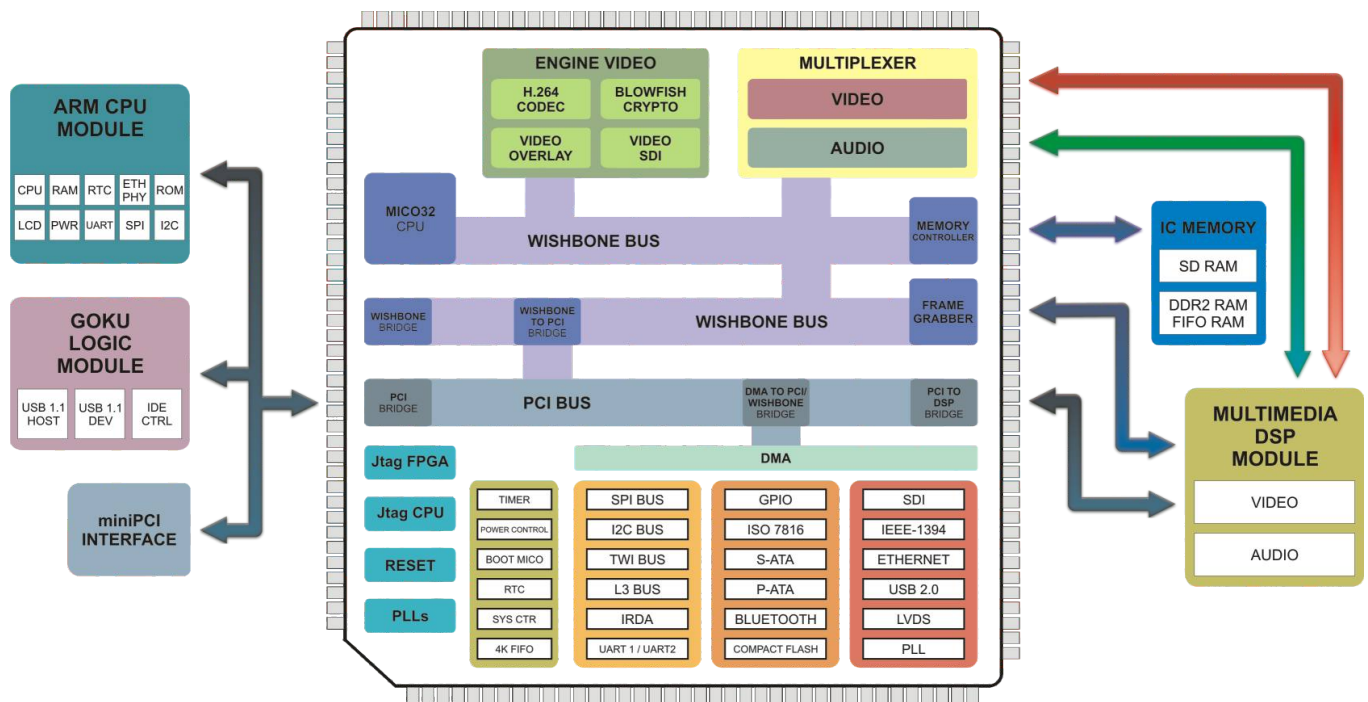 ARM CPU
MODULE
CPU
RAM
RTC
ETH
PHY
ROM
LCD
PWR
UART
SPI
I2C
GOKU
LOGIC
MODULE
USB 1.1
HOST
USB 1.1
DEV
IDE
CTRL
miniPCI
INTERFACE
ENGINE VIDEO
H.264
CODEC
BLOWFISH
CRYPTO
VIDEO
OVERLAY
VIDEO
SDI
MULTIPLEXER
VIDEO
AUDIO
MICO32
CPU
WISHBONE BUS
MEMORY
CONTROLLER
WISHBONE
BRIDGE
WISHBONE
TO PCI
BRIDGE
WISHBONE BUS
FRAME
GRABBER
PCI
BRIDGE
PCI BUS
DMA TO PCI/
WISHBONE
BRIDGE
PCI TO
DSP
BRIDGE
DMA
Jtag FPGA
Jtag CPU
RESET
PLLs
TIMER
POWER CONTROL
BOOT MICO
RTC
SYS CTR
4K FIFO
SPI BUS
I2C BUS
TWI BUS
L3 BUS
IRDA
UART 1 / UART2
GPIO
ISO 7816
S-ATA
P-ATA
BLUETOOTH
COMPACT FLASH
SDI
IEEE-1394
ETHERNET
USB 2.0
LVDS
PLL
IC MEMORY
SD RAM
DDR2 RAM
FIFO RAM
MULTIMEDIA
DSP
MODULE
VIDEO
AUDIO